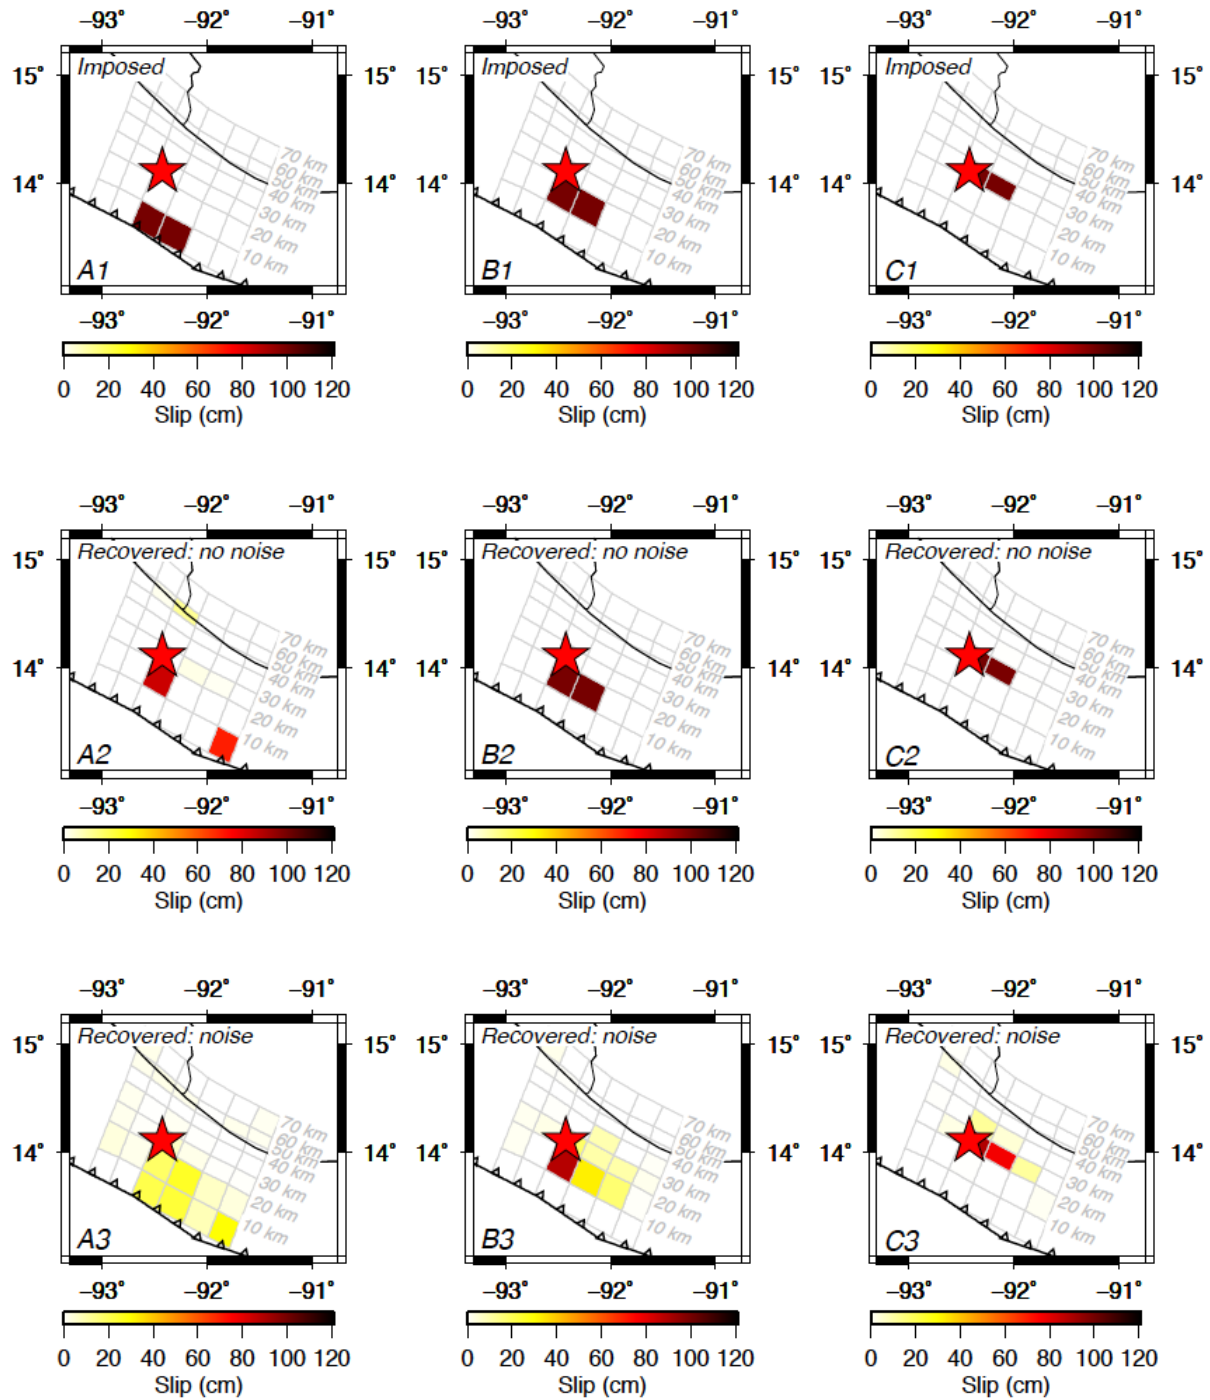 −93° −92° −91° −93° −92° −91° −93° −92° −91°
Imposed Imposed Imposed
15° 15° 15° 15°
14° 14° 14° 14°
70 km 70 km 70 km
60 km 60 km 60 km
50 km 50 km 50 km
40 km 40 km 40 km
30 km 30 km 30 km
20 km 20 km 20 km
10 km 10 km 10 km
A1 B1 C1
−93° −92° −91° −93° −92° −91° −93° −92° −91°
0 20 40 60 80 100 120 0 20 40 60 80 100 120 0 20 40 60 80 100 120
Slip (cm) Slip (cm) Slip (cm)
−93° −92° −91° −93° −92° −91° −93° −92° −91°
Recovered: no noise Recovered: no noise Recovered: no noise
15° 15° 15° 15°
14° 14° 14° 14°
70 km 70 km 70 km
60 km 60 km 60 km
50 km 50 km 50 km
40 km 40 km 40 km
30 km 30 km 30 km
20 km 20 km 20 km
10 km 10 km 10 km
A2 B2 C2
−93° −92° −91° −93° −92° −91° −93° −92° −91°
0 20 40 60 80 100 120 0 20 40 60 80 100 120 0 20 40 60 80 100 120
Slip (cm) Slip (cm) Slip (cm)
−93° −92° −91° −93° −92° −91° −93° −92° −91°
Recovered: noise Recovered: noise Recovered: noise
15° 15° 15° 15°
14° 14° 14° 14°
70 km 70 km 70 km
60 km 60 km 60 km
50 km 50 km 50 km
40 km 40 km 40 km
30 km 30 km 30 km
20 km 20 km 20 km
10 km 10 km 10 km
A3 B3 C3
−93° −92° −91° −93° −92° −91° −93° −92° −91°
0 20 40 60 80 100 120 0 20 40 60 80 100 120 0 20 40 60 80 100 120
Slip (cm) Slip (cm) Slip (cm)